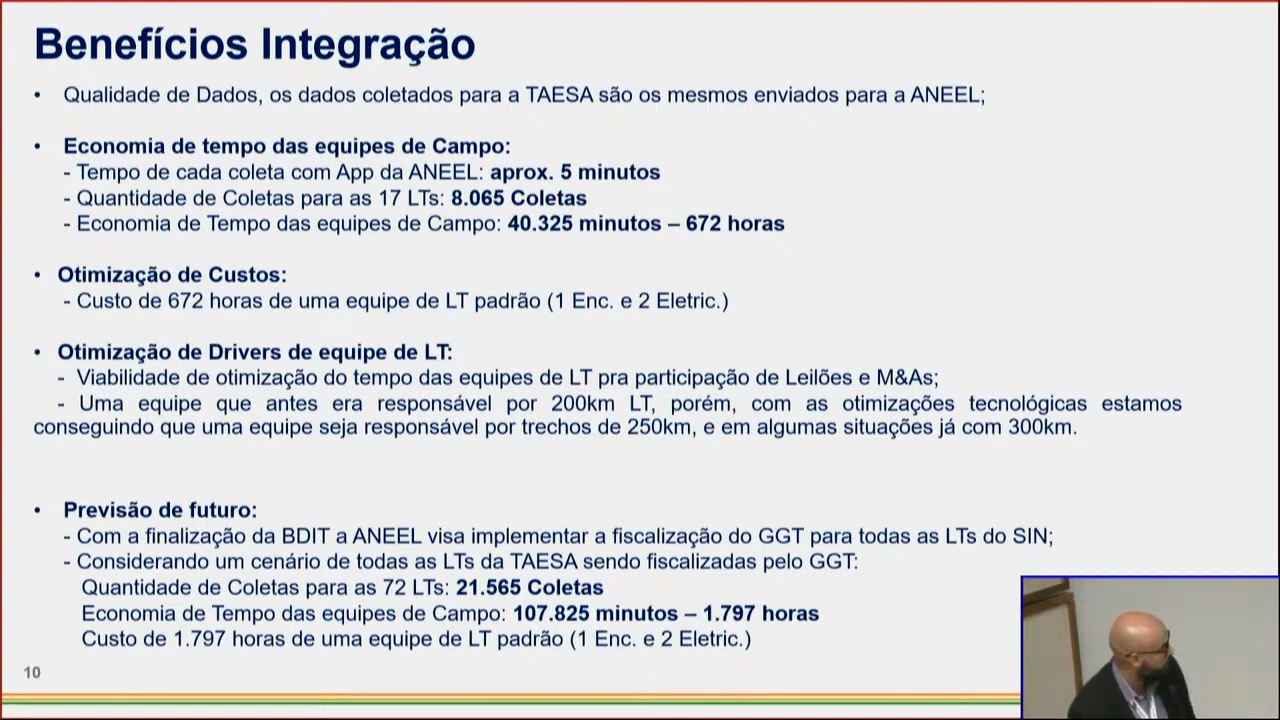 Benefícios Integração
• Qualidade de Dados, os dados coletados para a TAESA são os mesmos enviados para a ANEEL;
• Economia de tempo das equipes de Campo:
- Tempo de cada coleta com App da ANEEL: aprox. 5 minutos
- Quantidade de Coletas para as 17 LTs: 8.065 Coletas
- Economia de Tempo das equipes de Campo: 40.325 minutos – 672 horas
• Otimização de Custos:
- Custo de 672 horas de uma equipe de LT padrão (1 Enc. e 2 Eletric.)
• Otimização de Drivers de equipe de LT:
- Viabilidade de otimização do tempo das equipes de LT pra participação de Leilões e M&As;
- Uma equipe que antes era responsável por 200km LT, porém, com as otimizações tecnológicas estamos
conseguindo que uma equipe seja responsável por trechos de 250km, e em algumas situações já com 300km.
• Previsão de futuro:
- Com a finalização da BDIT a ANEEL visa implementar a fiscalização do GGT para todas as LTs do SIN;
- Considerando um cenário de todas as LTs da TAESA sendo fiscalizadas pelo GGT:
Quantidade de Coletas para as 72 LTs: 21.565 Coletas
Economia de Tempo das equipes de Campo: 107.825 minutos – 1.797 horas
Custo de 1.797 horas de uma equipe de LT padrão (1 Enc. e 2 Eletric.)
10